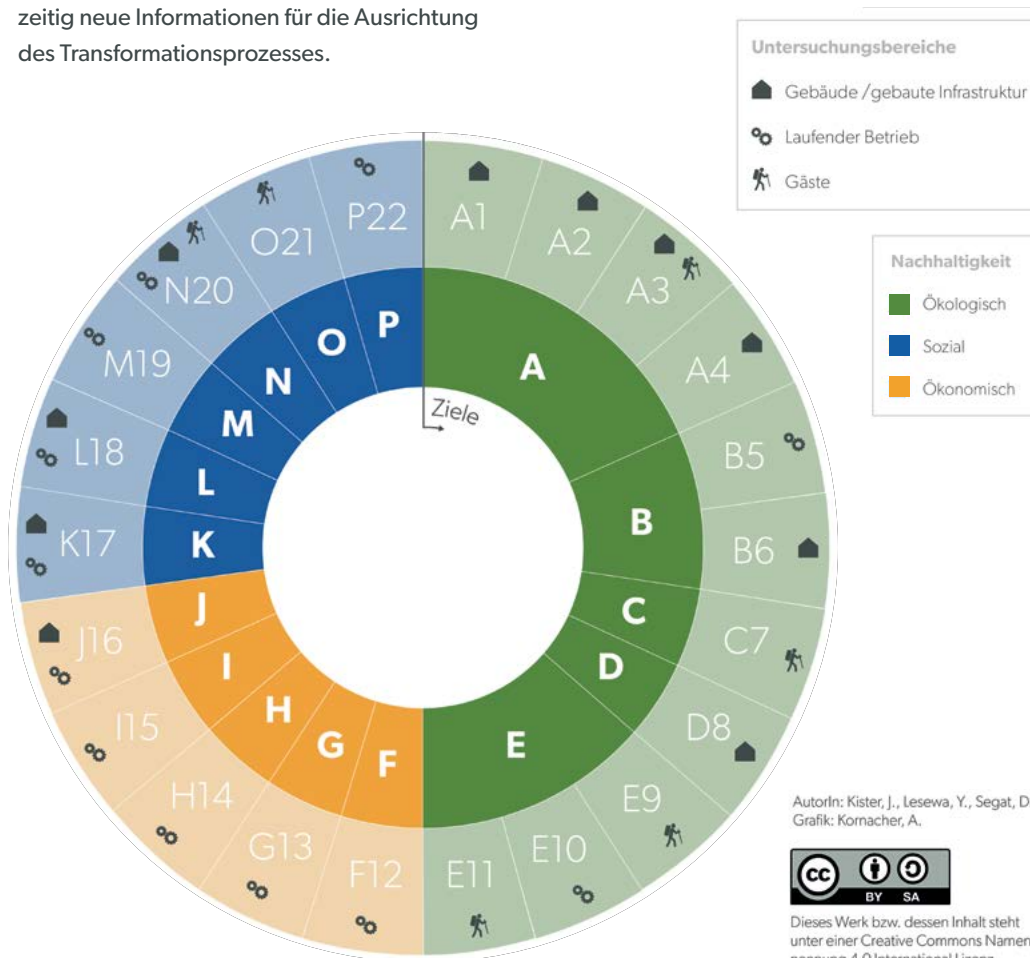 zeitig neue Informationen für die Ausrichtung
des Transformationsprozesses.
Untersuchungsbereiche
Gebäude /gebaute Infrastruktur
Laufender Betrieb
Gäste
Nachhaltigkeit
Ökologisch
Sozial
Ökonomisch
Ziele
A
B
C
D
E
F
G
H
I
J
K
L
M
N
O
P
A1
A2
A3
A4
B5
B6
C7
D8
E9
E10
E11
F12
G13
H14
I15
J16
K17
L18
M19
N20
O21
P22
AutorIn: Kister, J., Lesewa, Y., Segat, D
Grafik: Kornacher, A.
cc
BY SA
Dieses Werk bzw. dessen Inhalt steht
unter einer Creative Commons Namen